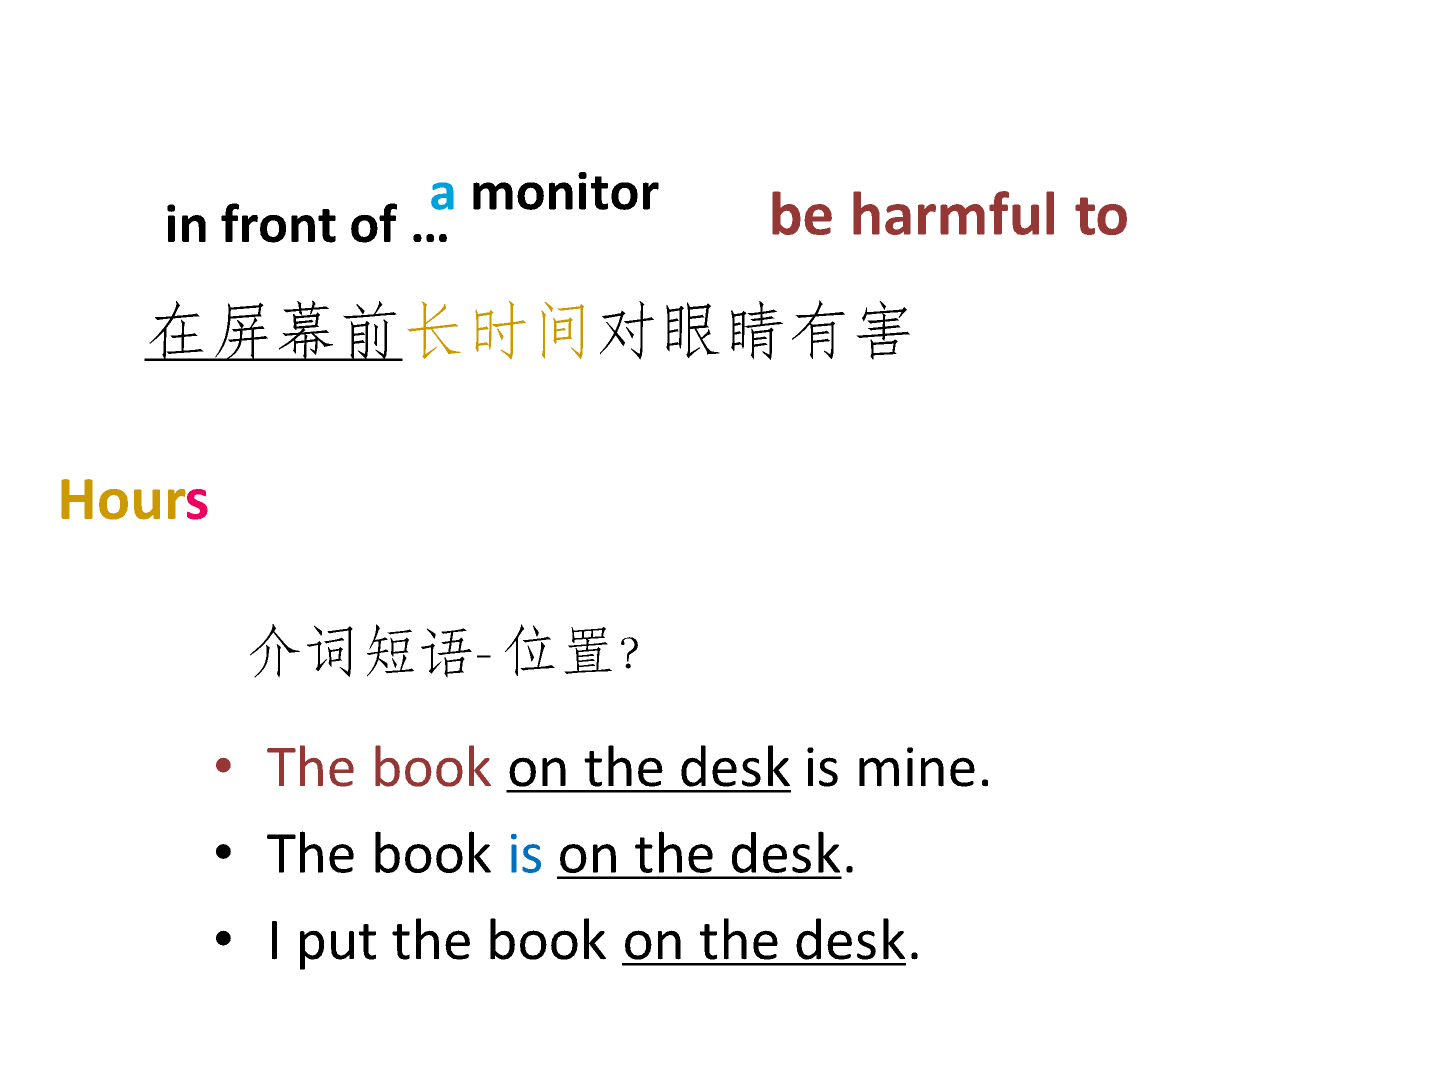 in front of ... a monitor
be harmful to
在屏幕前长时间对眼睛有害
Hours
介词短语-位置?
• The book on the desk is mine.
• The book is on the desk.
• I put the book on the desk.